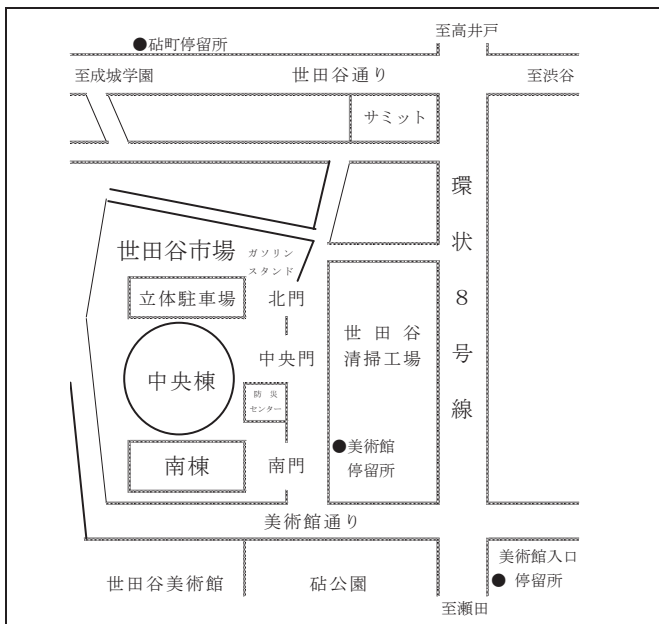 至高井戸
●砧町停留所
至成城学園
世田谷通り
至渋谷
サミット
環状8号線
世田谷市場
ガソリン
スタンド
立体駐車場
北門
世田谷
清掃工場
中央門
中央棟
防災
センター
●美術館
停留所
南棟
南門
美術館通り
美術館入口
● 停留所
世田谷美術館
砧公園
至瀬田